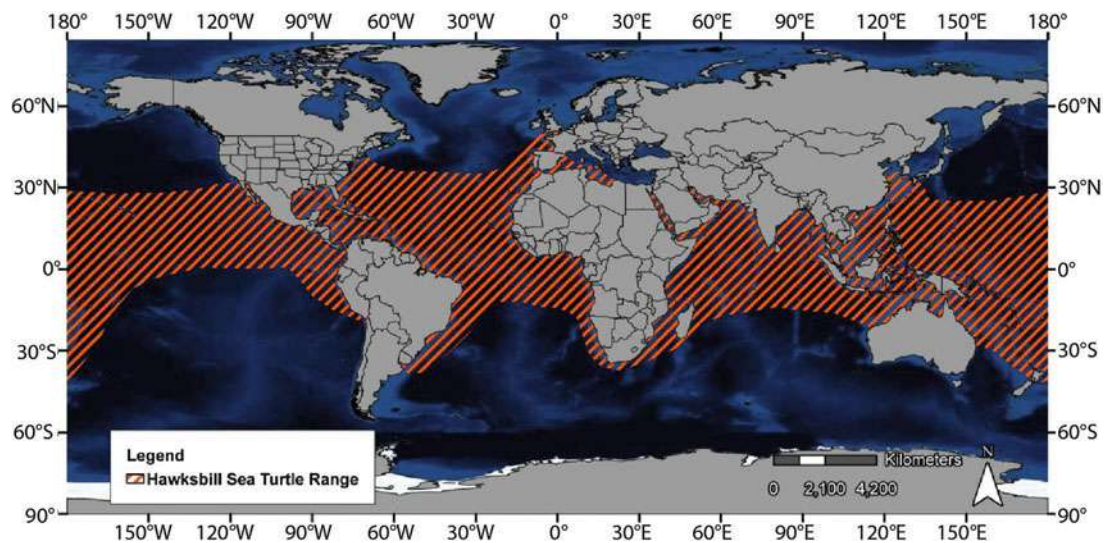 180° 150°W 120°W 90°W 60°W 30°W 0° 30°E 60°E 90°E 120°E 150°E 180°
60°N 60°N
30°N 30°N
0° 0°
30°S 30°S
60°S 60°S
Legend
Hawksbill Sea Turtle Range
N
Kilometers
0 2,100 4,200
90° 90°
180° 150°W 120°W 90°W 60°W 30°W 0° 30°E 60°E 90°E 120°E 150°E